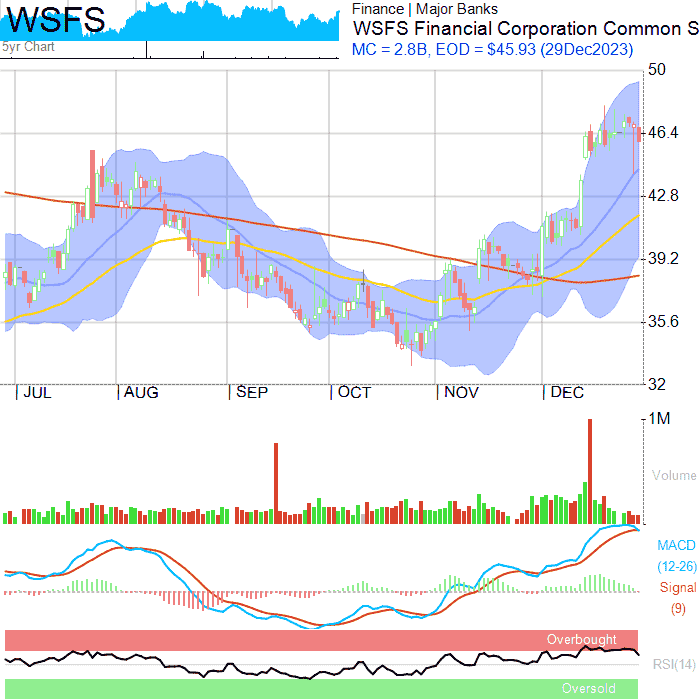 WSFS
5yr Chart
Finance | Major Banks
WSFS Financial Corporation Common S
MC = 2.8B, EOD = $45.93 (29Dec2023)
50
46.4
42.8
39.2
35.6
32
JUL AUG SEP OCT NOV DEC
1M
Volume
MACD
(12-26)
Signal
(9)
Overbought
RSI(14)
Oversold